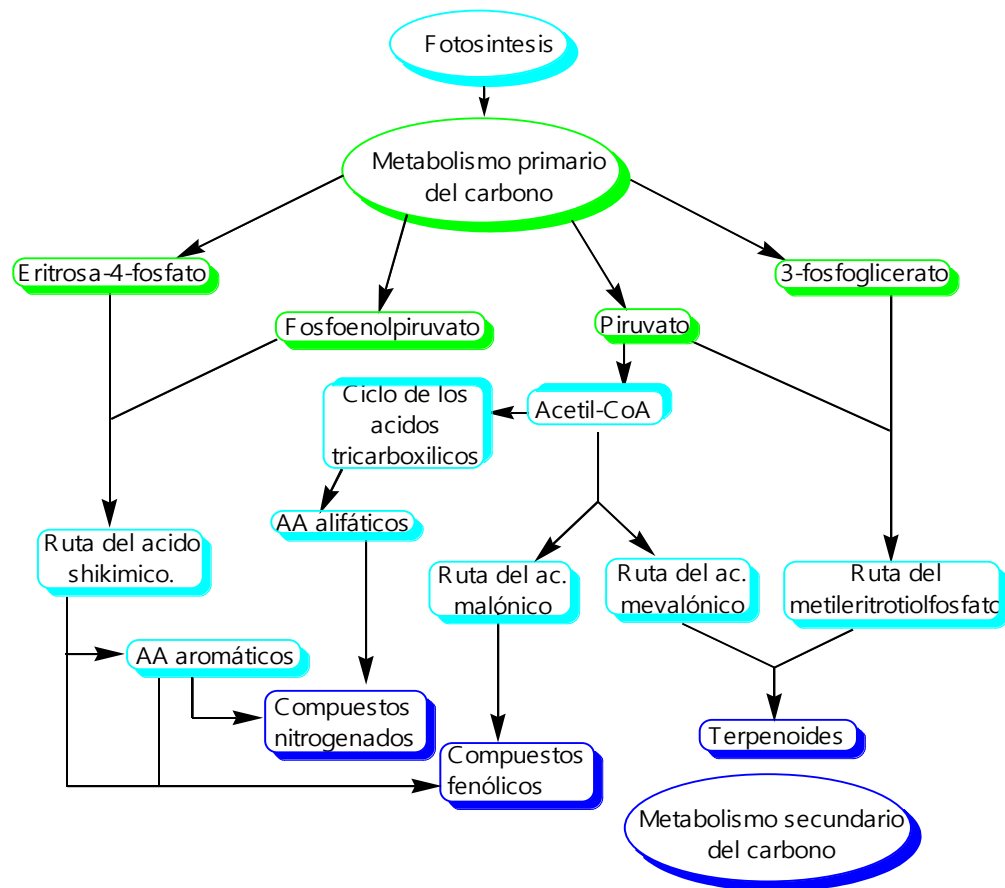 Fotosintesis
Metabolismo primario
del carbono
Eritrosa-4-fosfato
3-fosfoglicerato
Fosfoenolpiruvato
Piruvato
Ciclo de los
acidos
tricarboxilicos
Acetil-CoA
AA alifáticos
Ruta del acido
shikimico.
Ruta del ac.
malónico
Ruta del ac.
mevalónico
Ruta del
metileritrotiolfosfato
AA aromáticos
Compuestos
nitrogenados
Compuestos
fenólicos
Terpenoides
Metabolismo secundario
del carbono